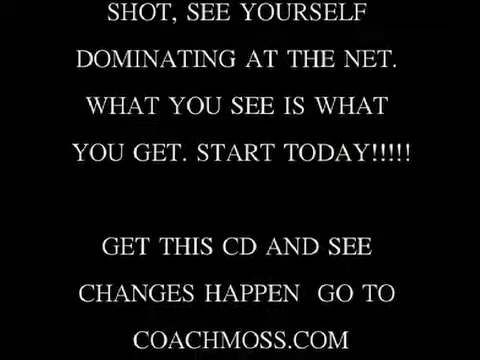 SHOT, SEE YOURSELF
DOMINATING AT THE NET.
WHAT YOU SEE IS WHAT
YOU GET. START TODAY!!!!!
GET THIS CD AND SEE
CHANGES HAPPEN  GO TO
COACHMOSS.COM